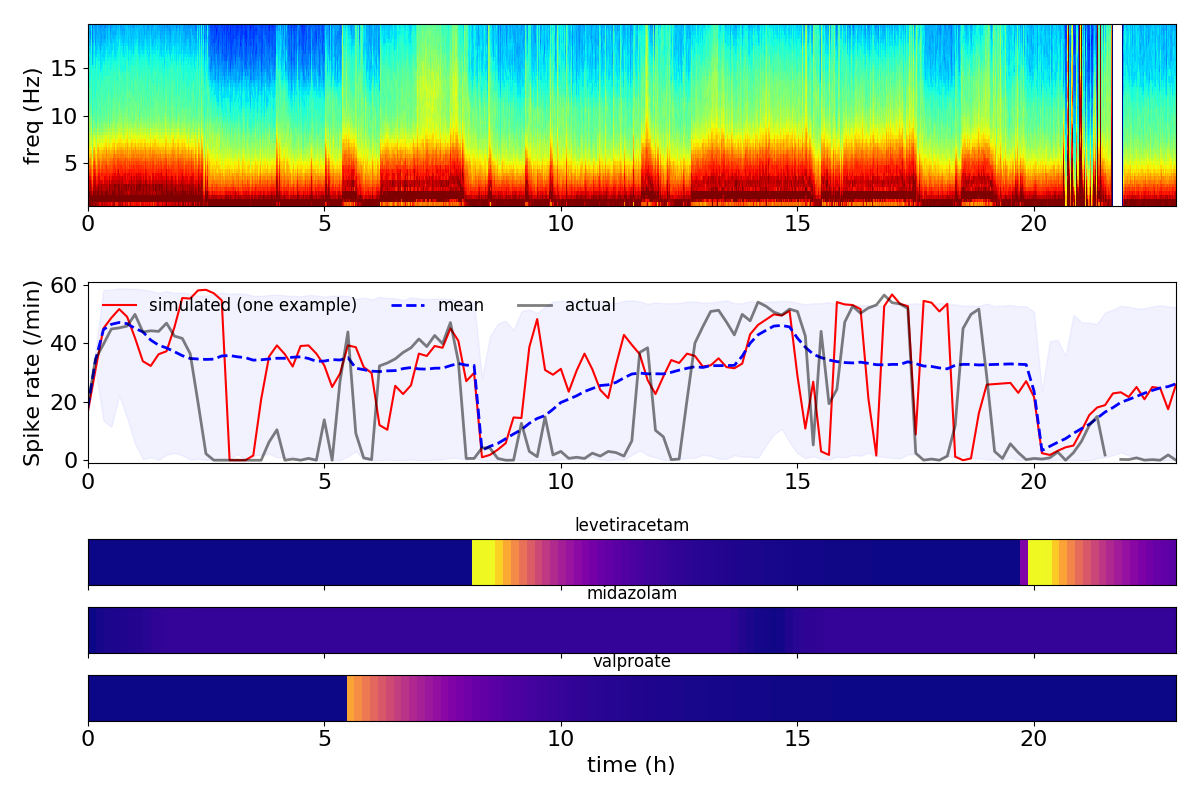 freq (Hz)
15
10
5
0 5 10 15 20
Spike rate (/min)
60
40
20
0
simulated (one example) mean actual
0 5 10 15 20
levetiracetam
midazolam
valproate
0 5 10 15 20
time (h)